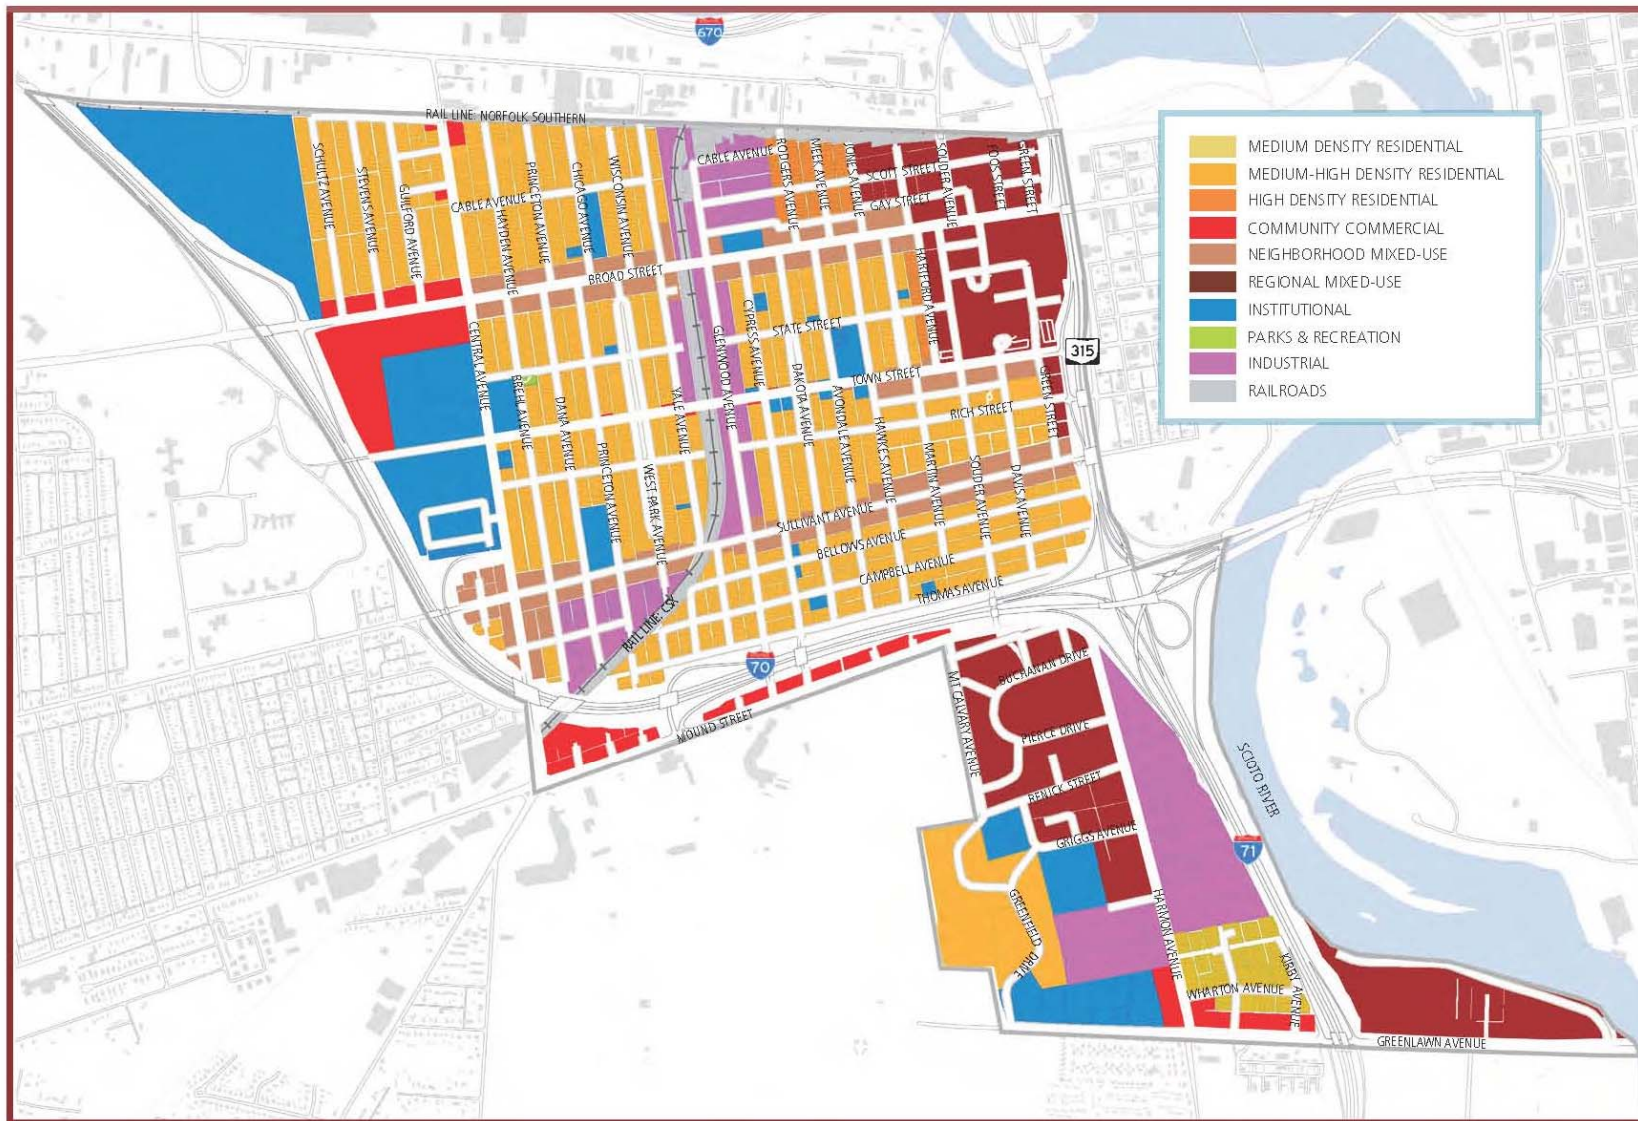 670
RAIL LINE: NORFOLK SOUTHERN
SCHULTZ AVENUE
STEVENS AVENUE
GUILFORD AVENUE
CABLE AVENUE
HAYDEN AVENUE
PRINCETON AVENUE
CHICAGO AVENUE
WISCONSIN AVENUE
CABLE AVENUE
RODGERS AVENUE
MEEK AVENUE
JONES AVENUE
SCOTT STREET
GAY STREET
SOUDER AVENUE
FOOS STREET
GREEN STREET
BROAD STREET
HARTFORD AVENUE
CENTRAL AVENUE
BREHL AVENUE
DANA AVENUE
PRINCETON AVENUE
WEST PARK AVENUE
YALE AVENUE
GLENWOOD AVENUE
CYPRESS AVENUE
STATE STREET
DAKOTA AVENUE
AVONDALE AVENUE
TOWN STREET
HAWKES AVENUE
MARTIN AVENUE
SOUDER AVENUE
DAVIS AVENUE
RICH STREET
GREEN STREET
315
SULLIVANT AVENUE
BELLOWS AVENUE
CAMPBELL AVENUE
THOMAS AVENUE
RAIL LINE: CSX
70
MOUND STREET
MT CALVARY AVENUE
BUCHANAN DRIVE
PIERCE DRIVE
RENICK STREET
GRIGGS AVENUE
GREENFIELD DRIVE
HARMON AVENUE
71
SCIOTO RIVER
KIRBY AVENUE
WHARTON AVENUE
GREENLAWN AVENUE
MEDIUM DENSITY RESIDENTIAL
MEDIUM-HIGH DENSITY RESIDENTIAL
HIGH DENSITY RESIDENTIAL
COMMUNITY COMMERCIAL
NEIGHBORHOOD MIXED-USE
REGIONAL MIXED-USE
INSTITUTIONAL
PARKS & RECREATION
INDUSTRIAL
RAILROADS